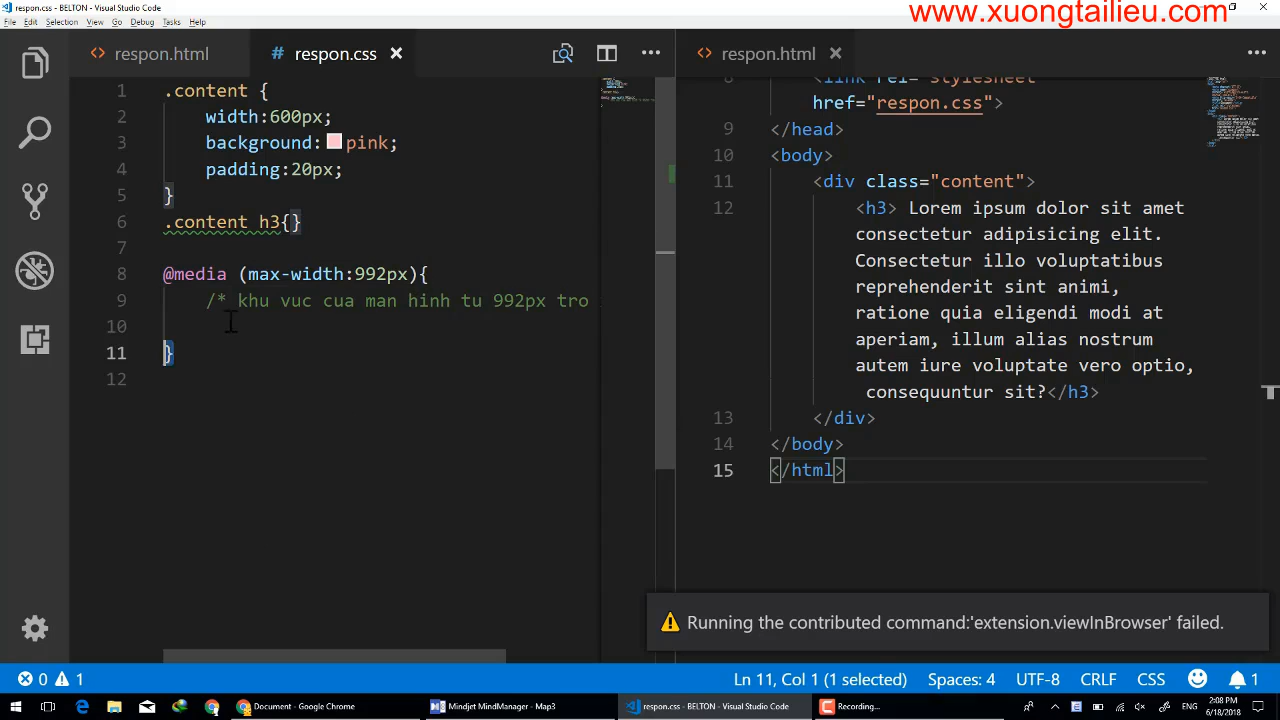 respon.css - BELTON - Visual Studio Code
www.xuongtailieu.com
File Edit Selection View Go Debug Tasks Help
respon.html
respon.css
respon.html
1 .content {
2 width:600px;
3 background: pink;
4 padding:20px;
5 }
6 .content h3{}
7
8 @media (max-width:992px){
9 /* khu vuc cua man hinh tu 992px tro
10
11 }
12
8 <link rel="stylesheet"
href="respon.css">
9 </head>
10 <body>
11 <div class="content">
12 <h3> Lorem ipsum dolor sit amet
consectetur adipisicing elit.
Consectetur illo voluptatibus
reprehenderit sint animi,
ratione quia eligendi modi at
aperiam, illum alias nostrum
autem iure voluptate vero optio,
consequuntur sit?</h3>
13 </div>
14 </body>
15 </html>
Running the contributed command:'extension.viewInBrowser' failed.
0 1 Ln 11, Col 1 (1 selected) Spaces: 4 UTF-8 CRLF CSS 1
Document - Google Chrome
Mindjet MindManager - Map3
respon.css - BELTON - Visual Studio Code
Recording...
2:08 PM
6/18/2018